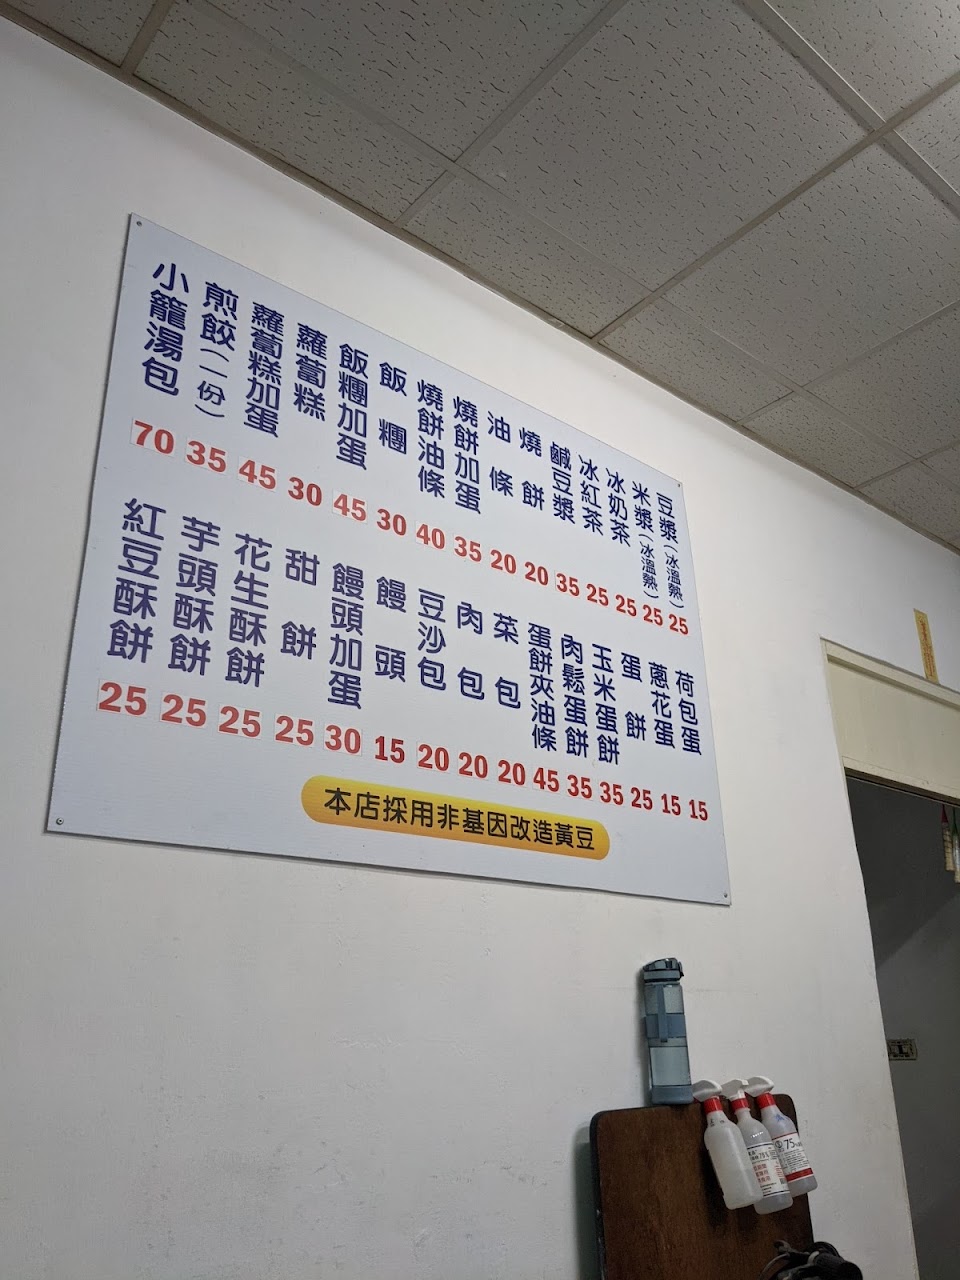 豆漿(冰溫熱) 25
米漿(冰溫熱) 25
冰奶茶 25
冰紅茶 25
鹹豆漿 35
燒餅 20
油條 20
燒餅加蛋 35
燒餅油條 40
飯糰 30
飯糰加蛋 45
蘿蔔糕 30
蘿蔔糕加蛋 45
煎餃(一份) 35
小籠湯包 70
荷包蛋 15
蔥花蛋 15
蛋餅 25
玉米蛋餅 35
肉鬆蛋餅 35
蛋餅夾油條 45
菜包 20
肉包 20
豆沙包 20
饅頭 15
饅頭加蛋 30
甜餅 25
花生酥餅 25
芋頭酥餅 25
紅豆酥餅 25
本店採用非基因改造黃豆
75%
75